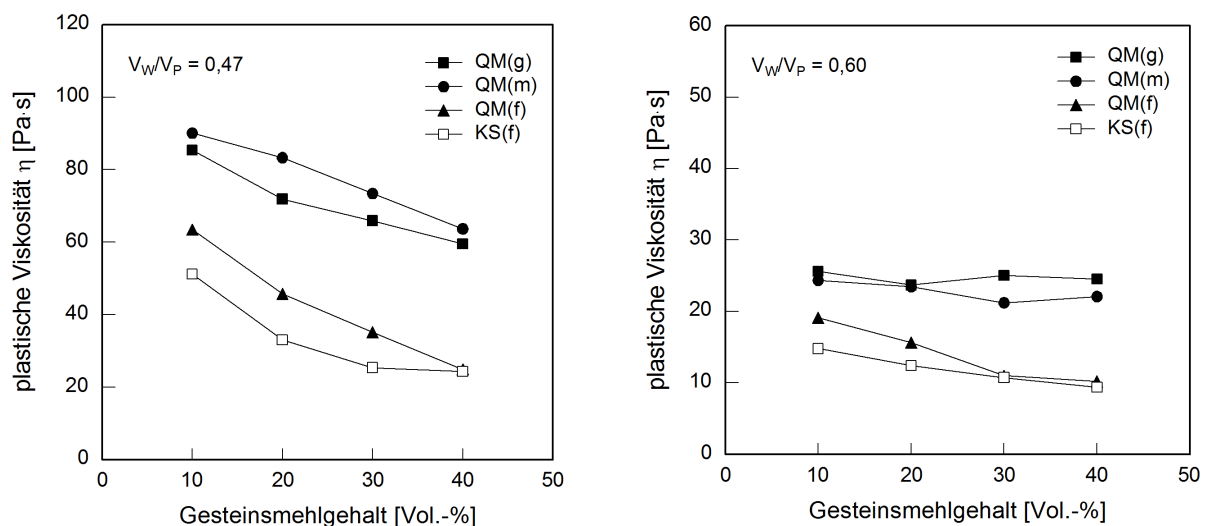 120
100
80
60
40
20
0
plastische Viskosität η [Pa·s]
V_W/V_P = 0,47
QM(g)
QM(m)
QM(f)
KS(f)
0 10 20 30 40 50
Gesteinsmehlgehalt [Vol.-%]
60
50
40
30
20
10
0
plastische Viskosität η [Pa·s]
V_W/V_P = 0,60
QM(g)
QM(m)
QM(f)
KS(f)
0 10 20 30 40 50
Gesteinsmehlgehalt [Vol.-%]